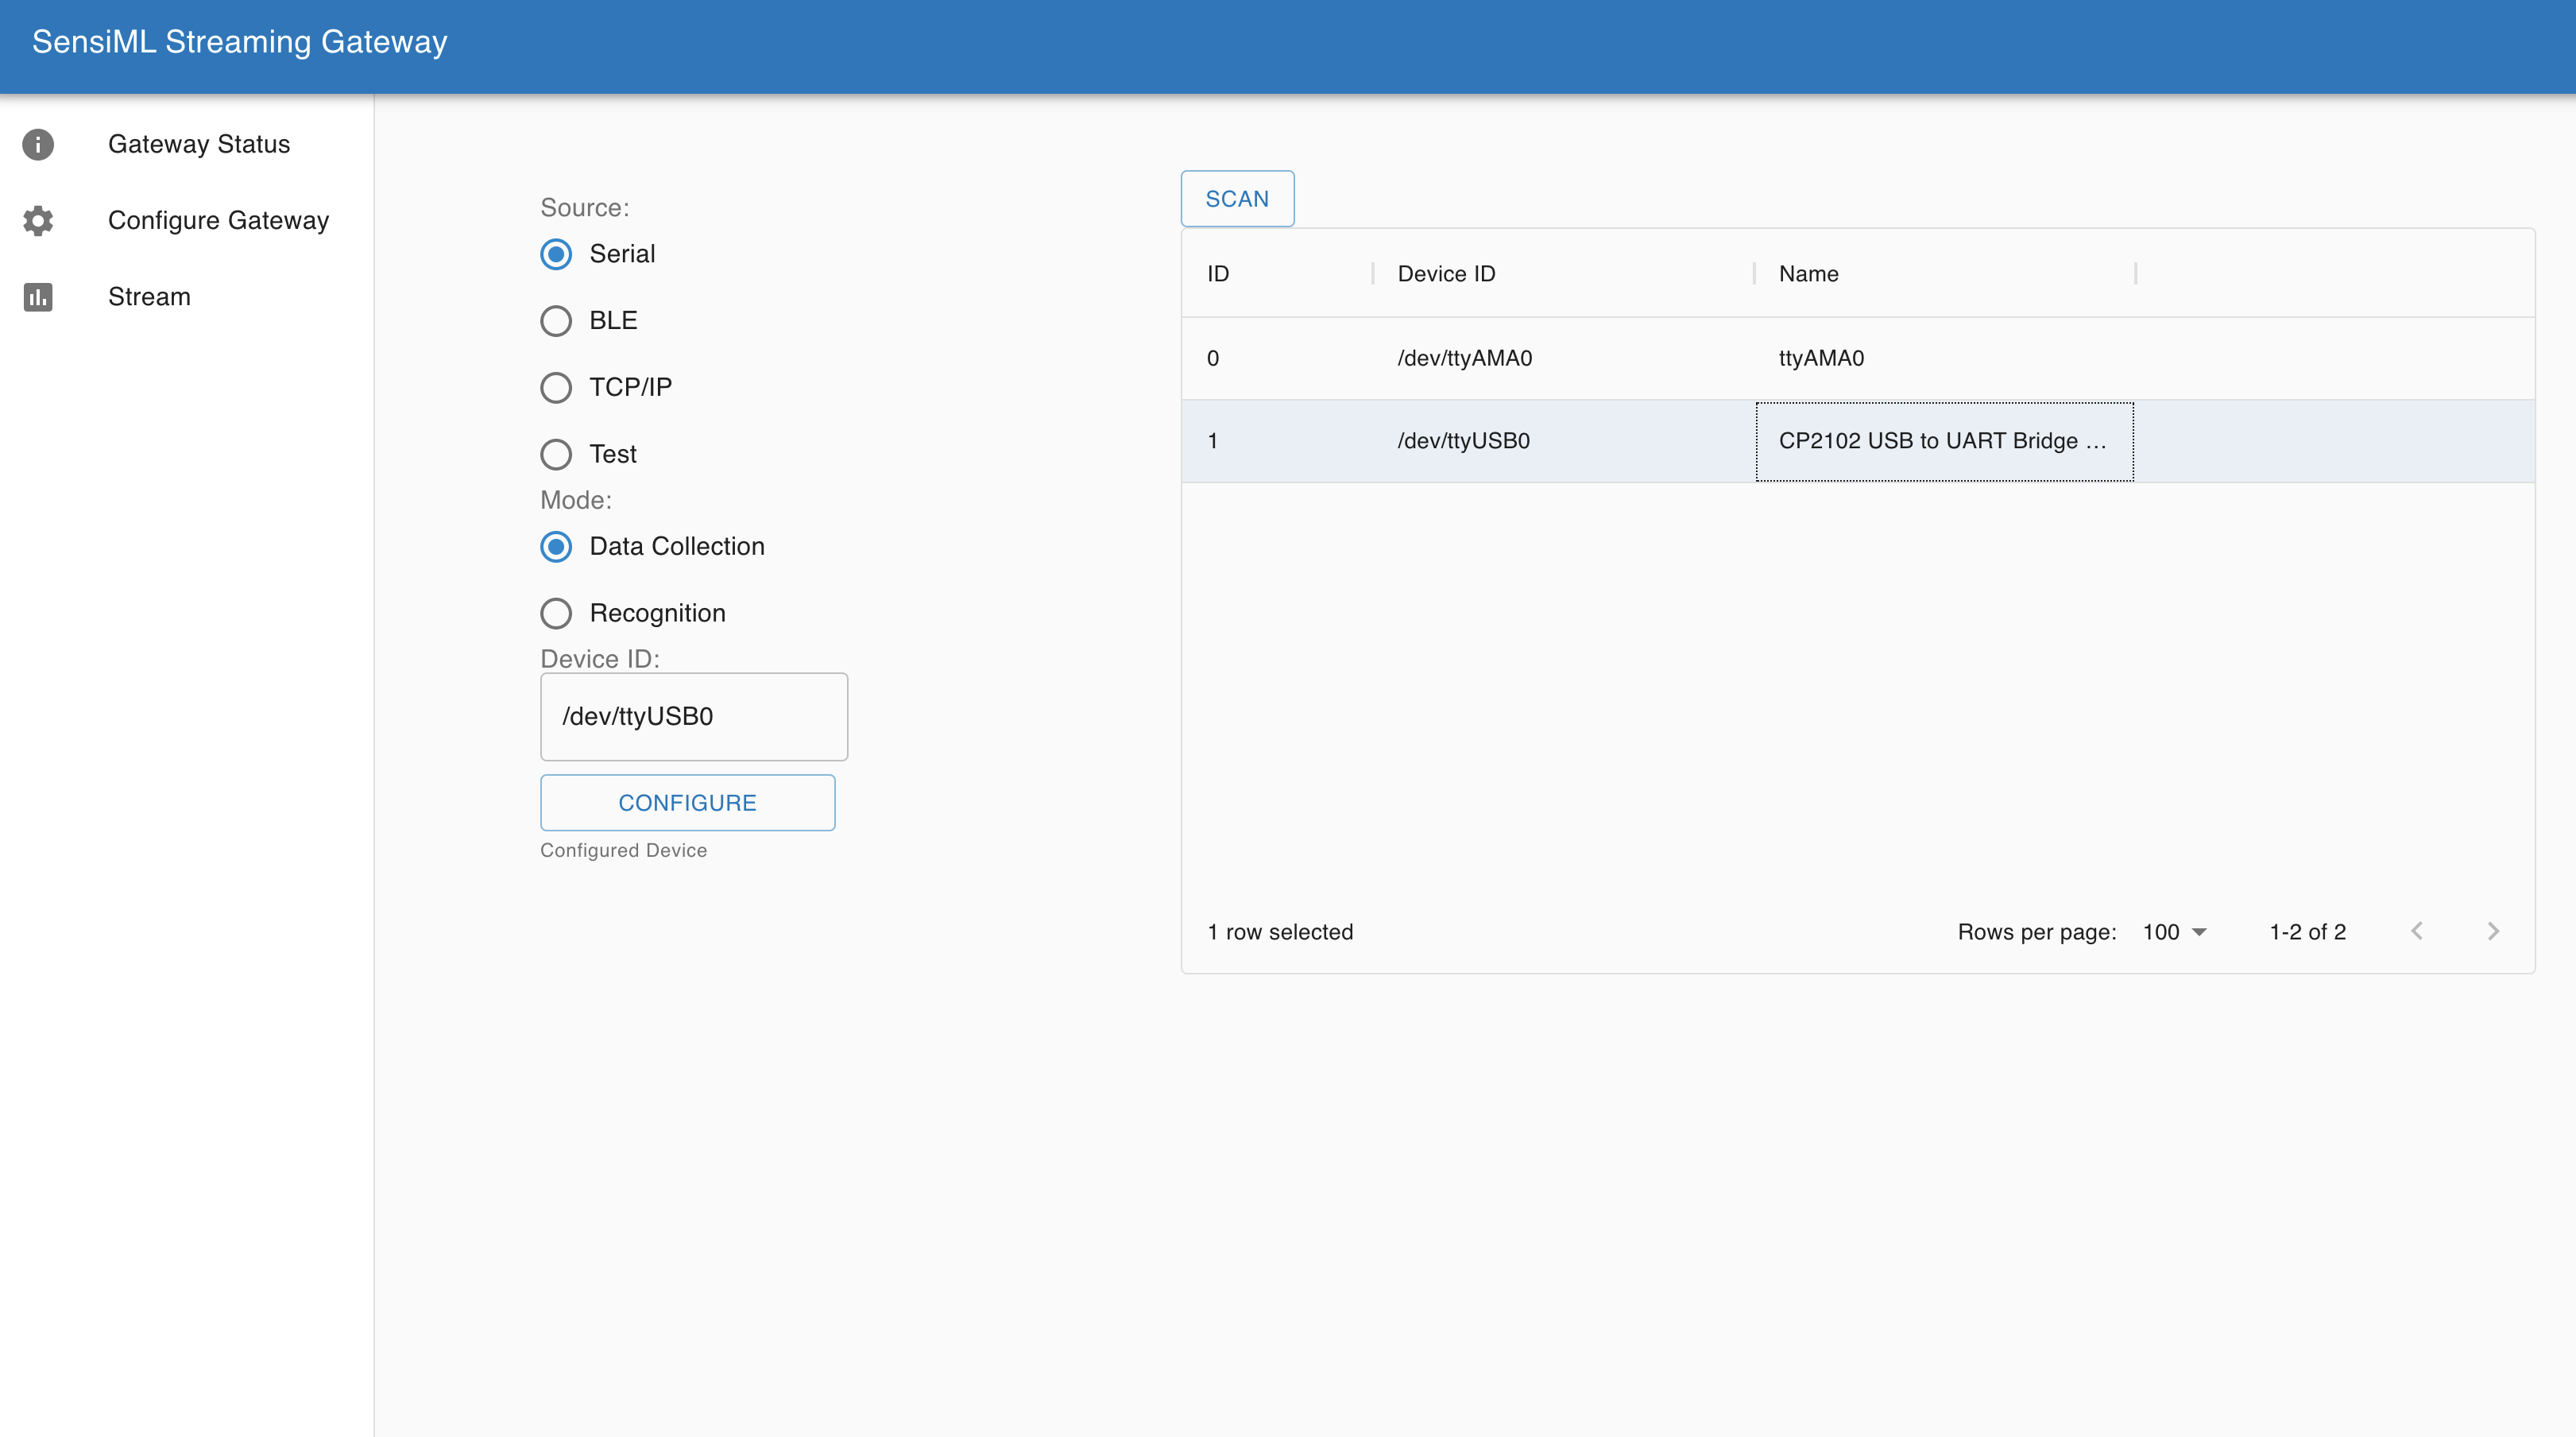 SensiML Streaming Gateway
Gateway Status
Configure Gateway
Stream
Source:
Serial
BLE
TCP/IP
Test
Mode:
Data Collection
Recognition
Device ID:
/dev/ttyUSB0
CONFIGURE
Configured Device
SCAN
ID Device ID Name
0 /dev/ttyAMA0 ttyAMA0
1 /dev/ttyUSB0 CP2102 USB to UART Bridge ...
1 row selected Rows per page: 100 1-2 of 2